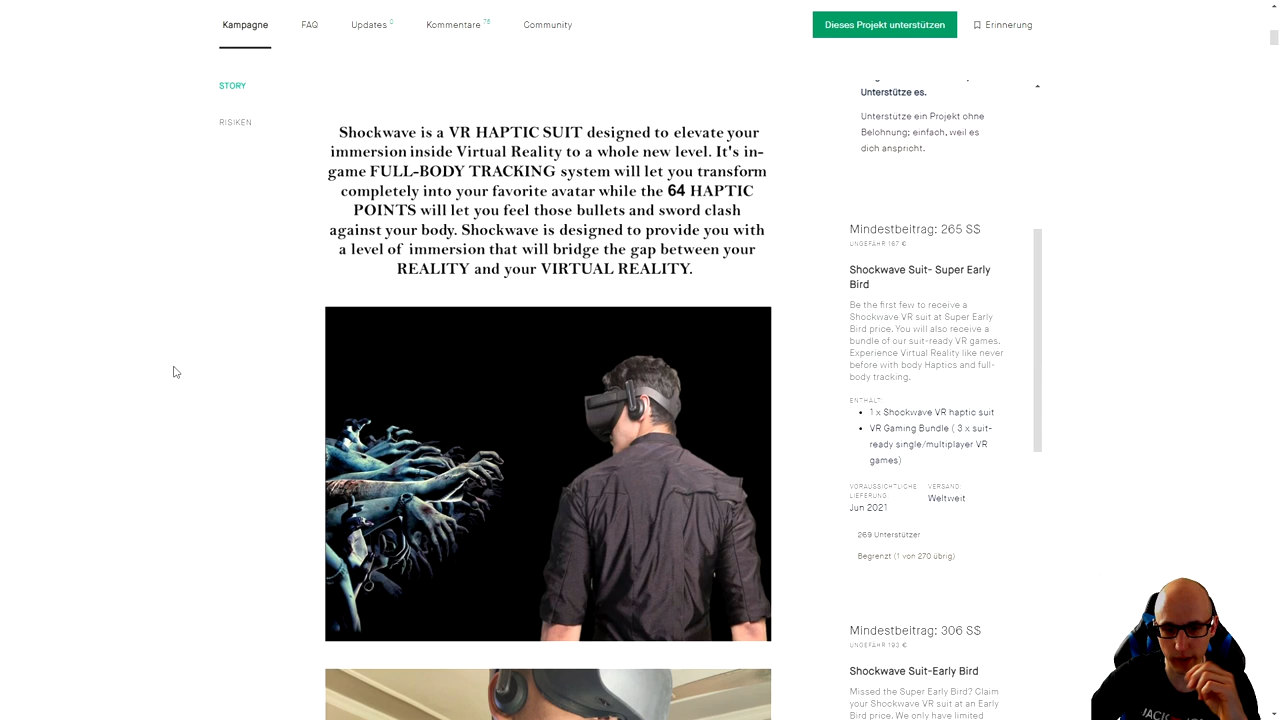 Kampagne
FAQ
Updates 0
Kommentare 75
Community
Dieses Projekt unterstützen
Erinnerung
STORY
RISIKEN
Shockwave is a VR HAPTIC SUIT designed to elevate your
immersion inside Virtual Reality to a whole new level. It's in-
game FULL-BODY TRACKING system will let you transform
completely into your favorite avatar while the 64 HAPTIC
POINTS will let you feel those bullets and sword clash
against your body. Shockwave is designed to provide you with
a level of immersion that will bridge the gap between your
REALITY and your VIRTUAL REALITY.
Unterstütze es.
Unterstütze ein Projekt ohne
Belohnung; einfach, weil es
dich anspricht.
Mindestbeitrag: 265 S$
UNGEFÄHR 167 €
Shockwave Suit- Super Early
Bird
Be the first few to receive a
Shockwave VR suit at Super Early
Bird price. You will also receive a
bundle of our suit-ready VR games.
Experience Virtual Reality like never
before with body Haptics and full-
body tracking.
ENTHÄLT:
1 x Shockwave VR haptic suit
VR Gaming Bundle ( 3 x suit-
ready single/multiplayer VR
games)
VORAUSSICHTLICHE
LIEFERUNG
Jun 2021
VERSAND:
Weltweit
269 Unterstützer
Begrenzt (1 von 270 übrig)
Mindestbeitrag: 306 S$
UNGEFÄHR 192 €
Shockwave Suit-Early Bird
Missed the Super Early Bird? Claim
your Shockwave VR suit at an Early
Bird price. We only have limited
JACK